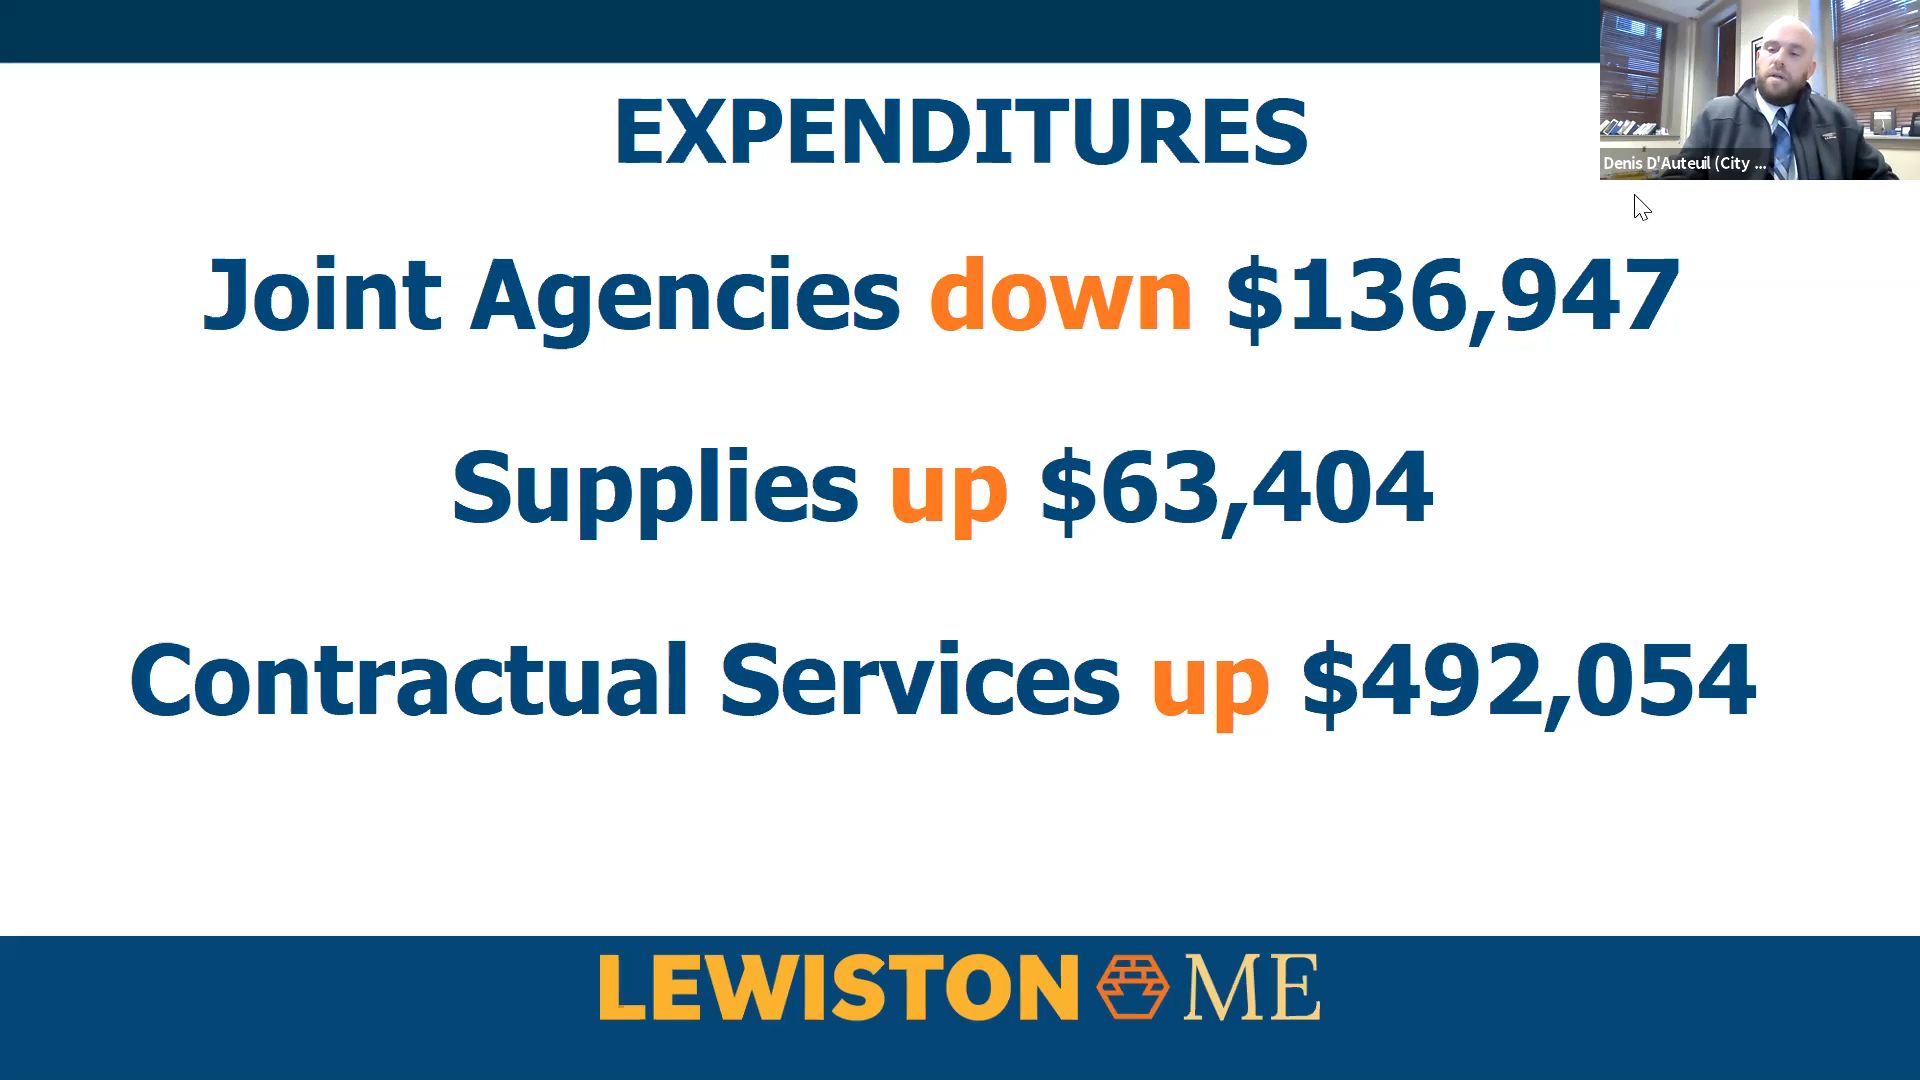 EXPENDITURES
Denis D'Auteuil (City ...
Joint Agencies down $136,947
Supplies up $63,404
Contractual Services up $492,054
LEWISTON ME